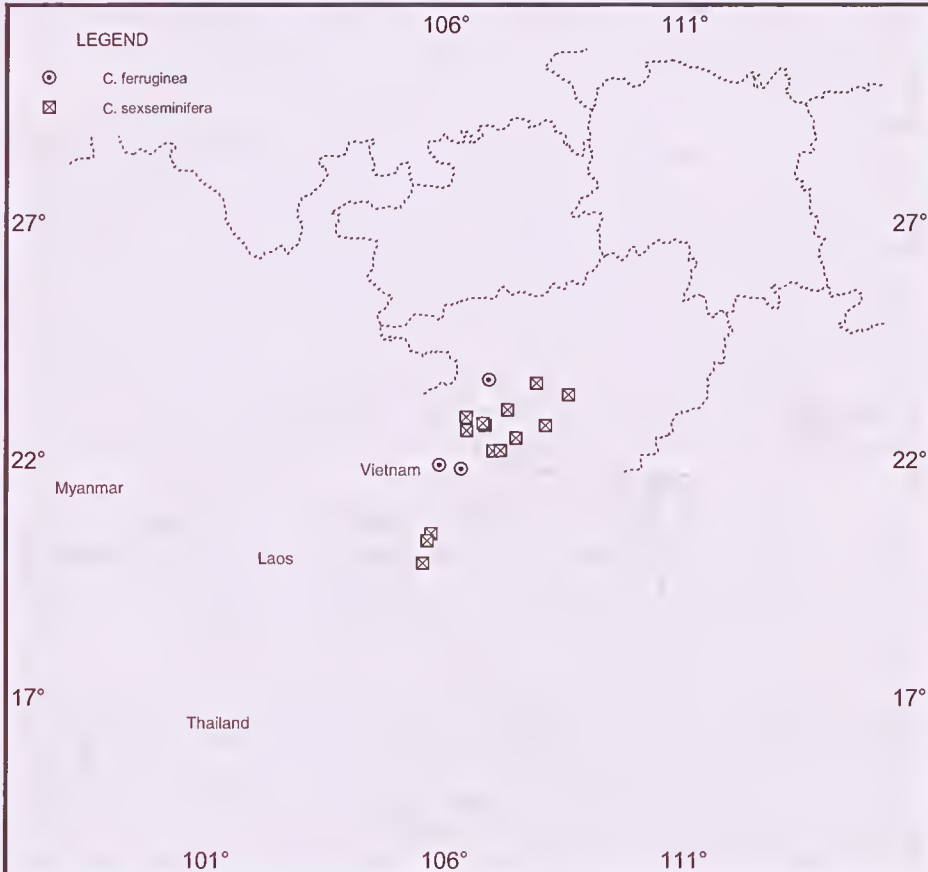 106° 111°
LEGEND
C. ferruginea
C. sexseminifera
27° 27°
22° 22°
Vietnam
Myanmar
Laos
17° 17°
Thailand
101° 106° 111°